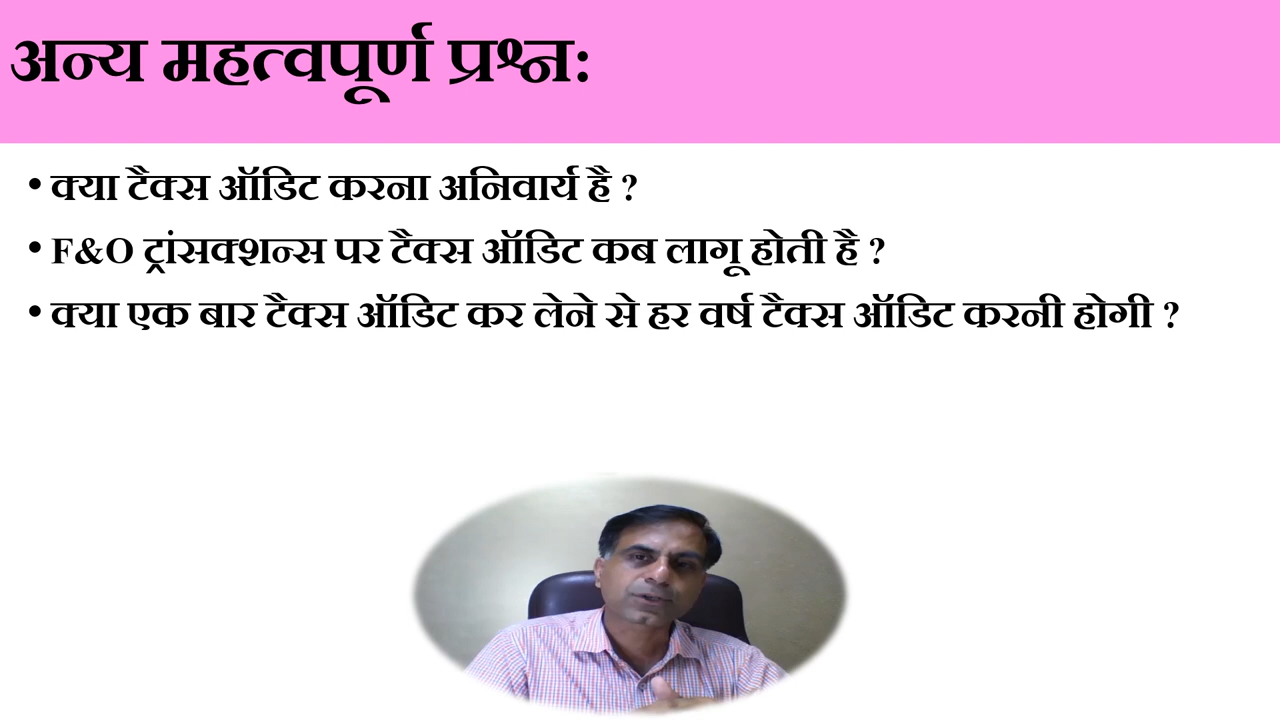 अन्य महत्वपूर्ण प्रश्न:
• क्या टैक्स ऑडिट करना अनिवार्य है ?
• F&O ट्रांसक्शन्स पर टैक्स ऑडिट कब लागू होती है ?
• क्या एक बार टैक्स ऑडिट कर लेने से हर वर्ष टैक्स ऑडिट करनी होगी ?